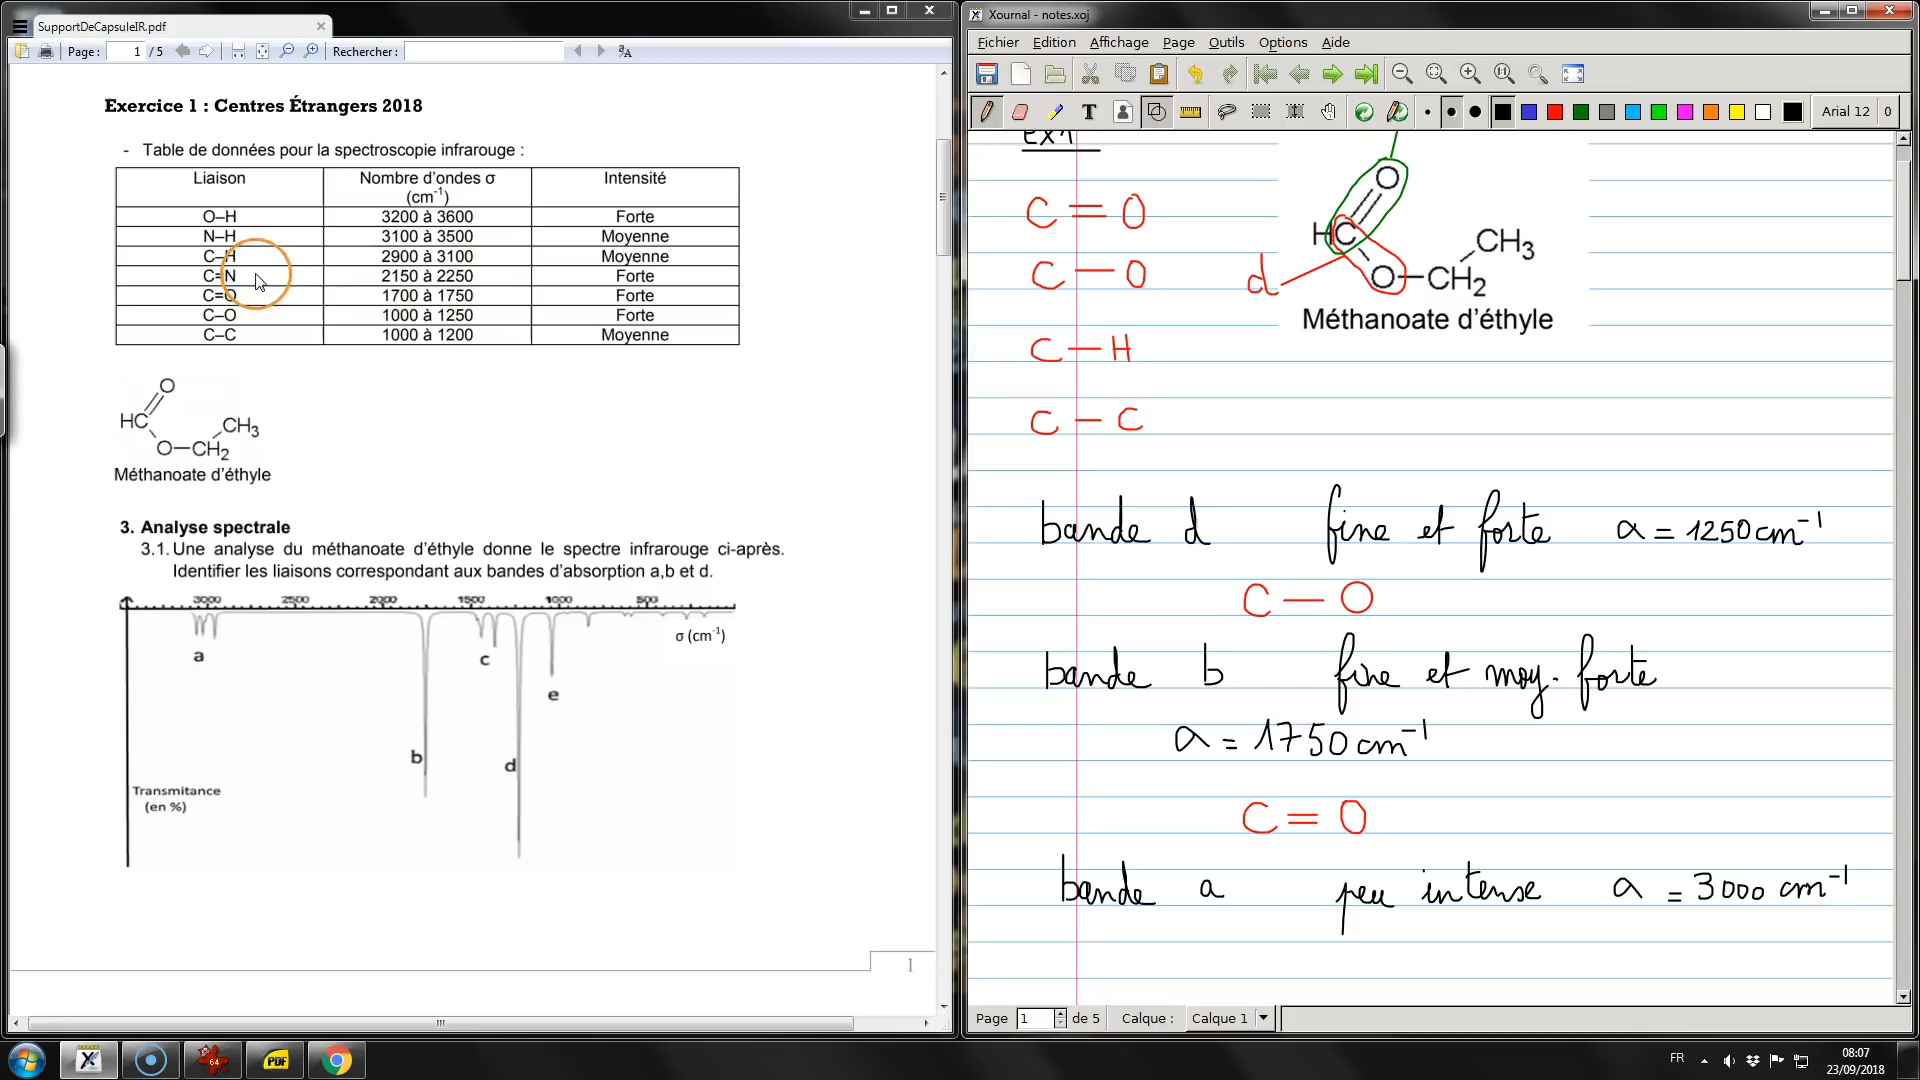 SupportDeCapsuleIR.pdf
Page : 1 / 5 Rechercher :
Exercice 1 : Centres Étrangers 2018
- Table de données pour la spectroscopie infrarouge :
Liaison Nombre d'ondes σ (cm-1) Intensité
O–H 3200 à 3600 Forte
N–H 3100 à 3500 Moyenne
C–H 2900 à 3100 Moyenne
C=N 2150 à 2250 Forte
C=O 1700 à 1750 Forte
C–O 1000 à 1250 Forte
C–C 1000 à 1200 Moyenne
O
HC
CH3
O–CH2
Méthanoate d'éthyle
3. Analyse spectrale
3.1. Une analyse du méthanoate d'éthyle donne le spectre infrarouge ci-après.
Identifier les liaisons correspondant aux bandes d'absorption a,b et d.
3000 2500 2000 1500 1000 500
σ (cm-1)
a
c
e
b
d
Transmitance
(en %)
1
Xournal - notes.xoj
Fichier Edition Affichage Page Outils Options Aide
Arial 12 0
Ex1
C = O
C – O
C – H
C – C
O
HC
CH3
O–CH2
d
Méthanoate d'éthyle
bande d fine et forte σ = 1250 cm-1
C – O
bande b fine et moy. forte
σ = 1750 cm-1
C = O
bande a peu intense σ = 3000 cm-1
Page 1 de 5 Calque : Calque 1
64
PDF
FR
08:07
23/09/2018